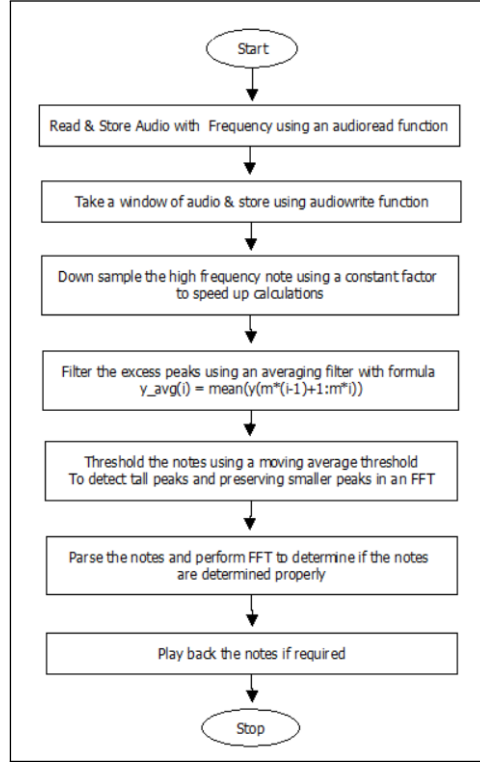 Start
Read & Store Audio with Frequency using an audioread function
Take a window of audio & store using audiowrite function
Down sample the high frequency note using a constant factor
to speed up calculations
Filter the excess peaks using an averaging filter with formula
y_avg(i) = mean(y(m*(i-1)+1:m*i))
Threshold the notes using a moving average threshold
To detect tall peaks and preserving smaller peaks in an FFT
Parse the notes and perform FFT to determine if the notes
are determined properly
Play back the notes if required
Stop